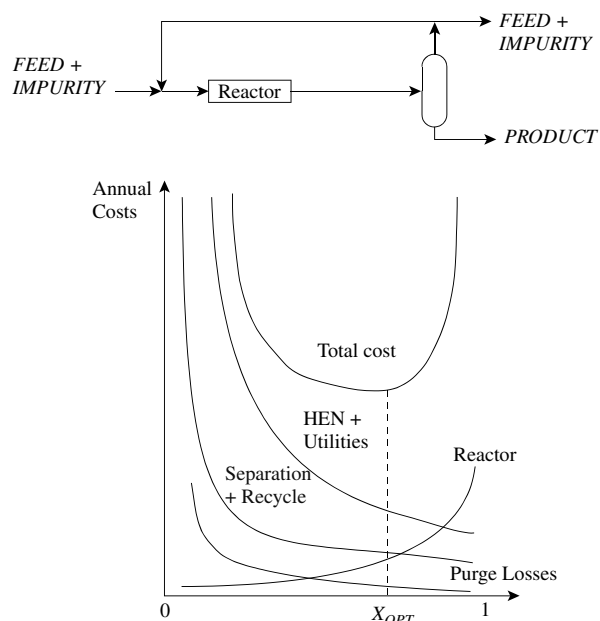 FEED +
IMPURITY
FEED +
IMPURITY
Reactor
PRODUCT
Annual
Costs
Total cost
HEN +
Utilities
Reactor
Separation
+ Recycle
Purge Losses
0
X_OPT
1